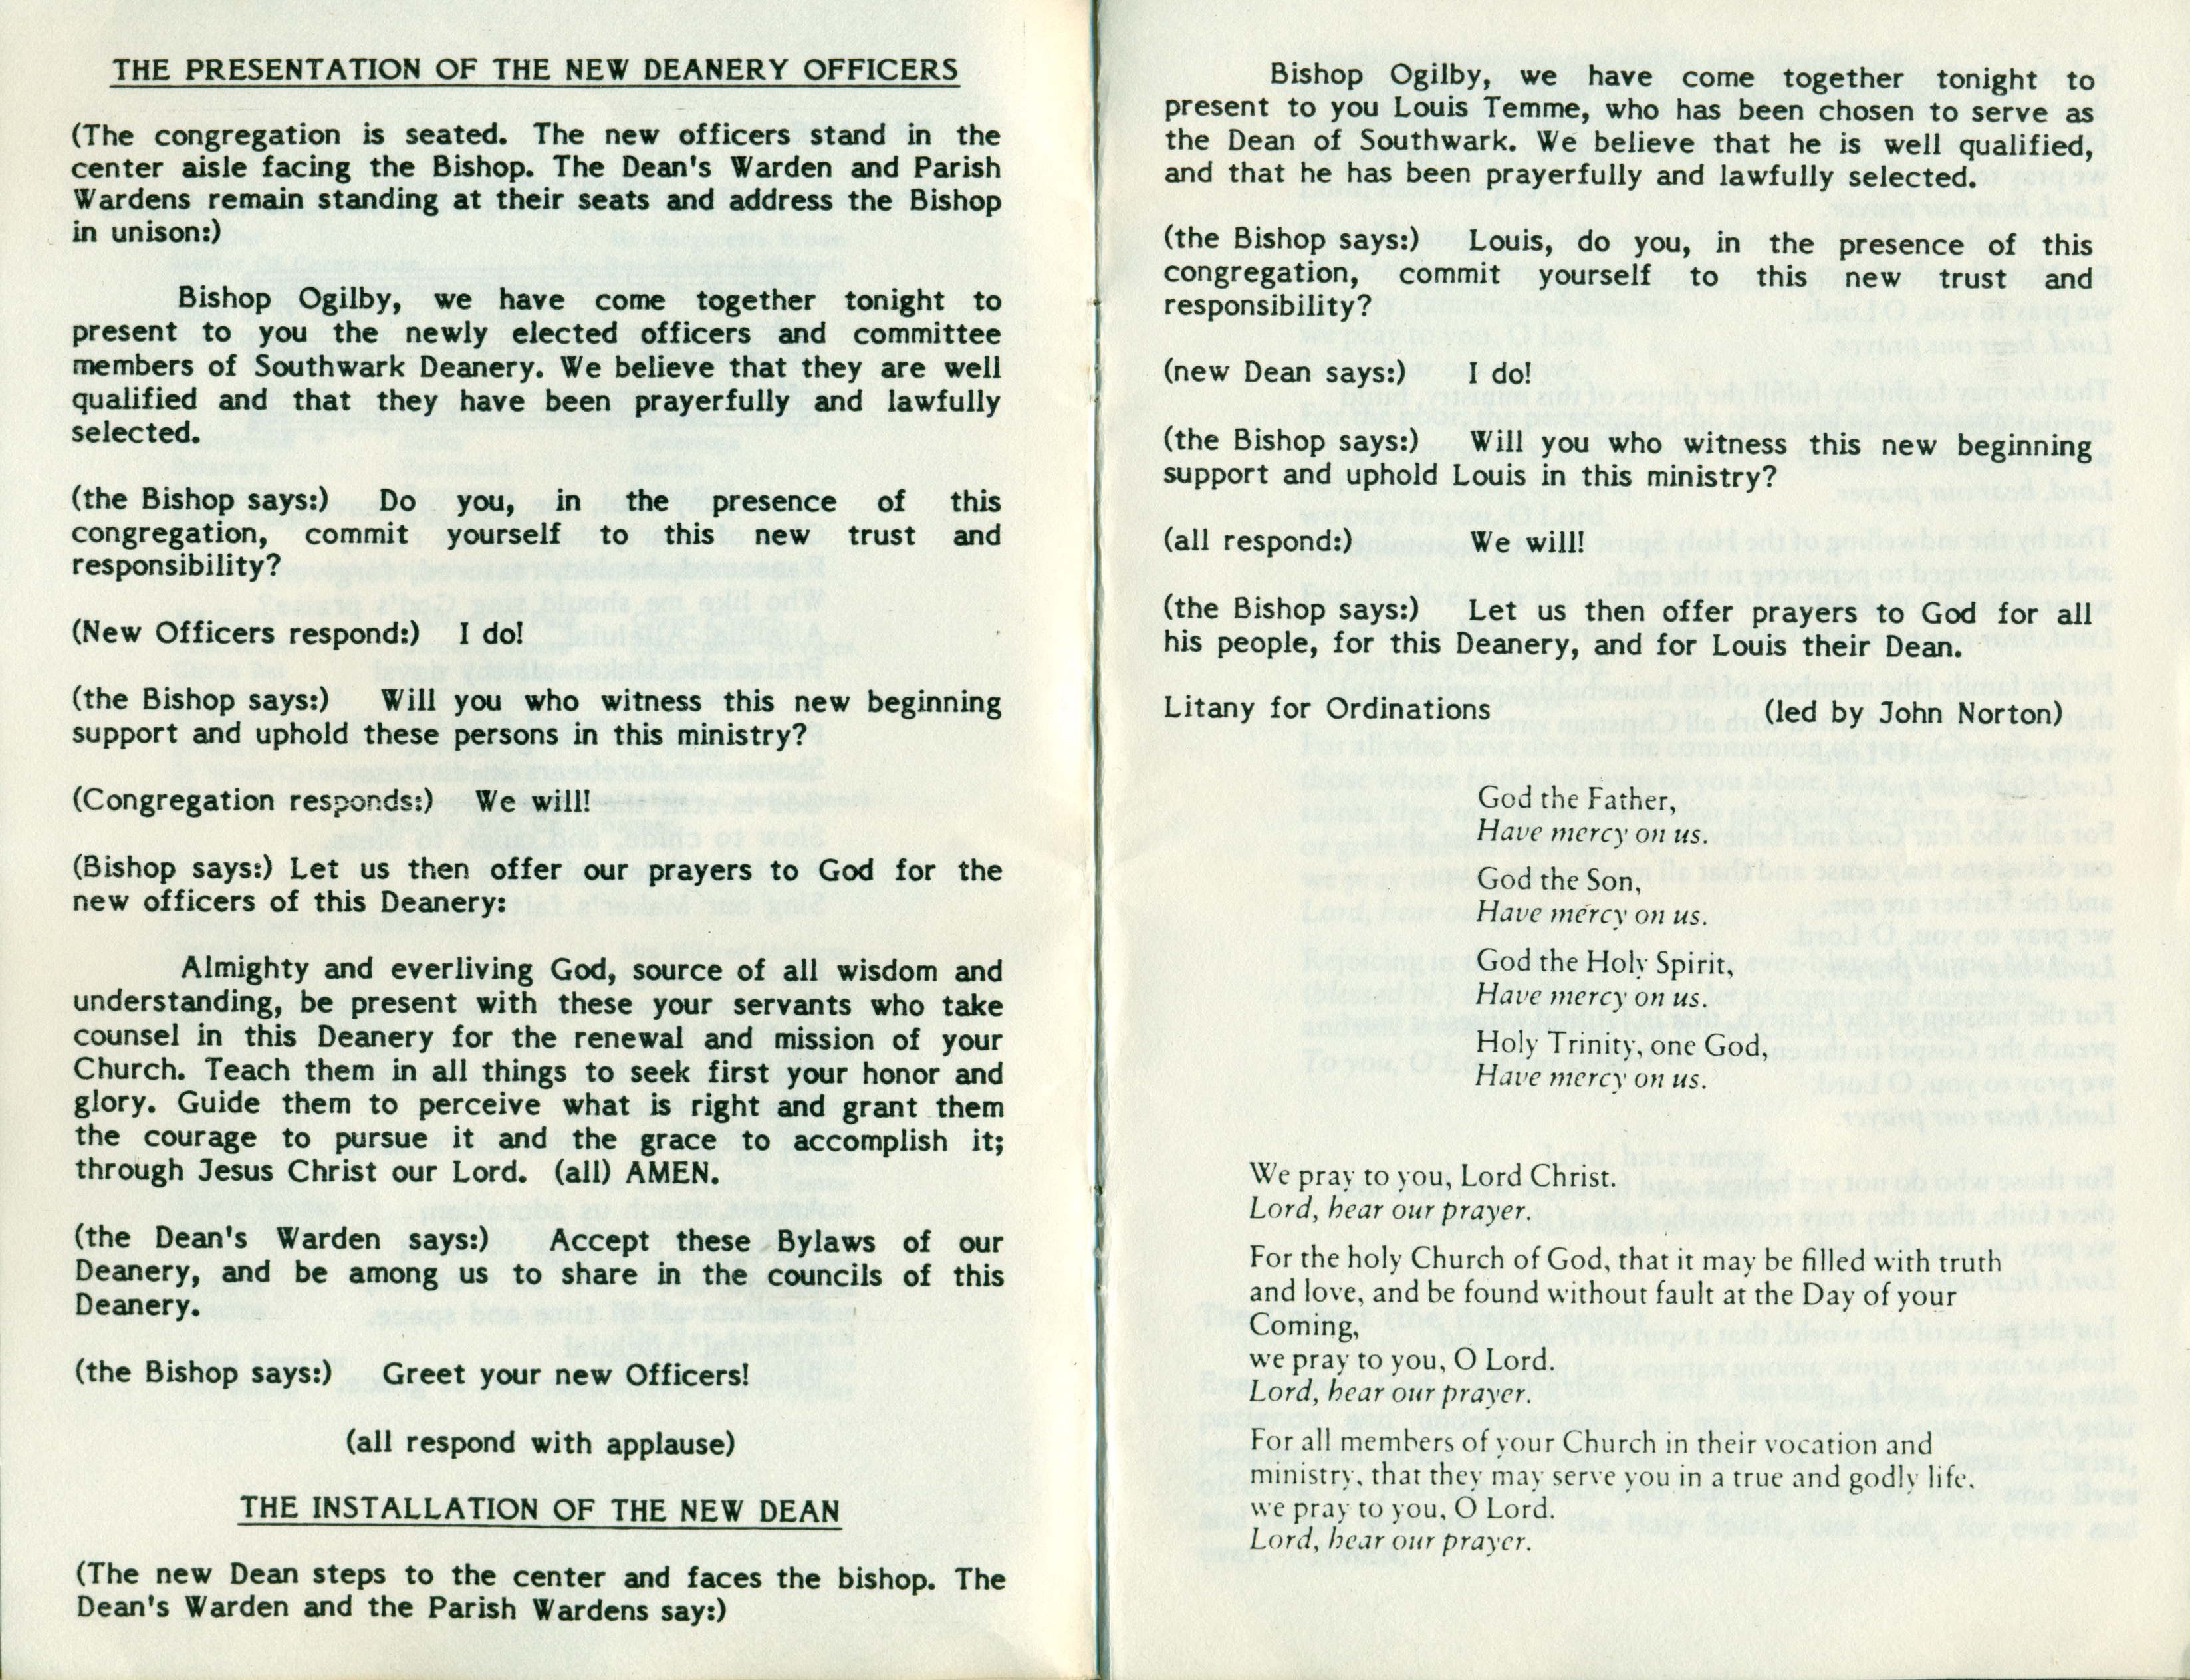 THE PRESENTATION OF THE NEW DEANERY OFFICERS
(The congregation is seated. The new officers stand in the
center aisle facing the Bishop. The Dean's Warden and Parish
Wardens remain standing at their seats and address the Bishop
in unison:)
Bishop Ogilby, we have come together tonight to
present to you the newly elected officers and committee
members of Southwark Deanery. We believe that they are well
qualified and that they have been prayerfully and lawfully
selected.
(the Bishop says:) Do you, in the presence of this
congregation, commit yourself to this new trust and
responsibility?
(New Officers respond:) I do!
(the Bishop says:) Will you who witness this new beginning
support and uphold these persons in this ministry?
(Congregation responds:) We will!
(Bishop says:) Let us then offer our prayers to God for the
new officers of this Deanery:
Almighty and everliving God, source of all wisdom and
understanding, be present with these your servants who take
counsel in this Deanery for the renewal and mission of your
Church. Teach them in all things to seek first your honor and
glory. Guide them to perceive what is right and grant them
the courage to pursue it and the grace to accomplish it;
through Jesus Christ our Lord. (all) AMEN.
(the Dean's Warden says:) Accept these Bylaws of our
Deanery, and be among us to share in the councils of this
Deanery.
(the Bishop says:) Greet your new Officers!
(all respond with applause)
THE INSTALLATION OF THE NEW DEAN
(The new Dean steps to the center and faces the bishop. The
Dean's Warden and the Parish Wardens say:)
Bishop Ogilby, we have come together tonight to
present to you Louis Temme, who has been chosen to serve as
the Dean of Southwark. We believe that he is well qualified,
and that he has been prayerfully and lawfully selected.
(the Bishop says:) Louis, do you, in the presence of this
congregation, commit yourself to this new trust and
responsibility?
(new Dean says:) I do!
(the Bishop says:) Will you who witness this new beginning
support and uphold Louis in this ministry?
(all respond:) We will!
(the Bishop says:) Let us then offer prayers to God for all
his people, for this Deanery, and for Louis their Dean.
Litany for Ordinations (led by John Norton)
God the Father,
Have mercy on us.
God the Son,
Have mercy on us.
God the Holy Spirit,
Have mercy on us.
Holy Trinity, one God,
Have mercy on us.
We pray to you, Lord Christ.
Lord, hear our prayer.
For the holy Church of God, that it may be filled with truth
and love, and be found without fault at the Day of your
Coming,
we pray to you, O Lord.
Lord, hear our prayer.
For all members of your Church in their vocation and
ministry, that they may serve you in a true and godly life,
we pray to you, O Lord.
Lord, hear our prayer.